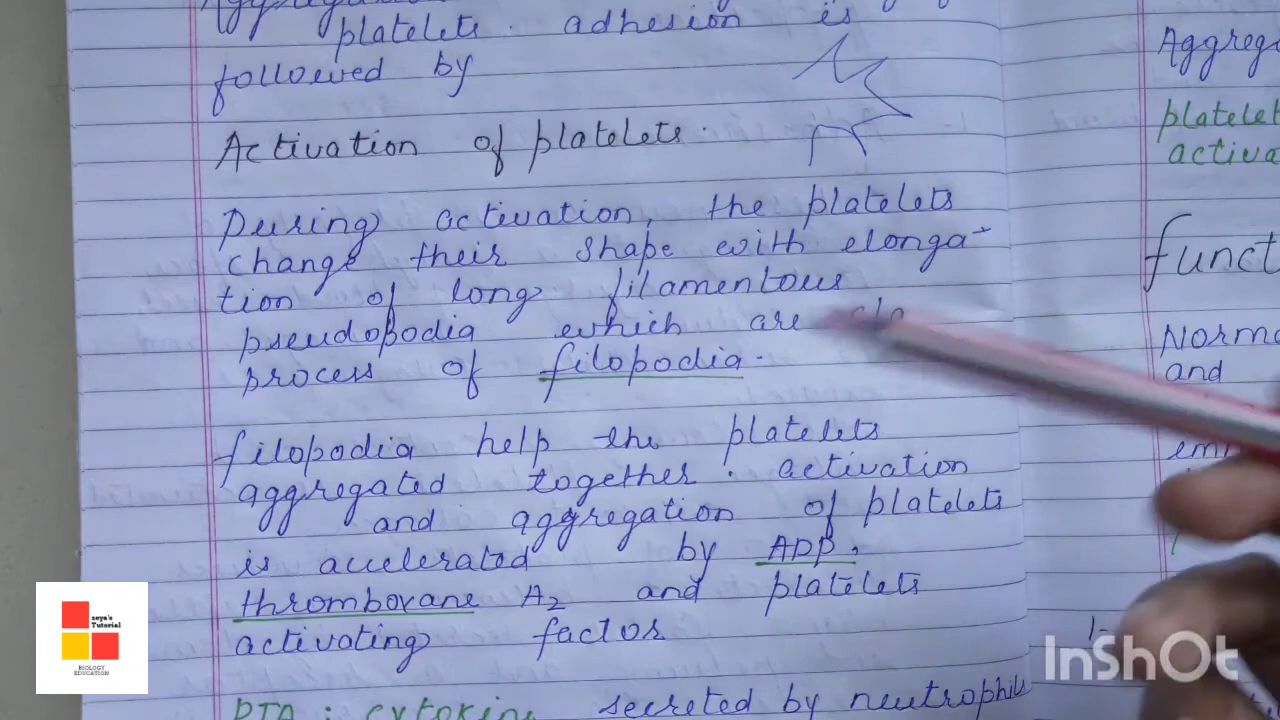 platelets. adhesion is
followed by
Activation of platelets.
During activation, the platelets
change their shape with elonga-
tion of long filamentous
pseudopodia which are
process of filopodia.
filopodia help the platelets
aggregated together. activation
and aggregation of platelets
is accelerated by ADP,
thromboxane A2 and platelets
activating factor
secreted by neutrophils
Aggrega
platelet
activa
funct
Norma
and
seya's
Tutorial
BIOLOGY
EDUCATION
InShOt